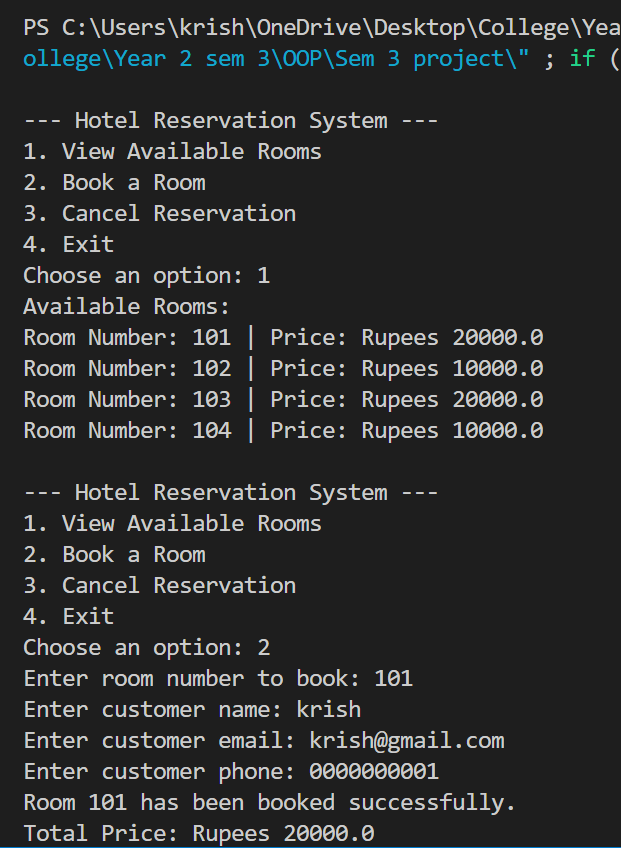 PS C:\Users\krish\OneDrive\Desktop\College\Yea
ollege\Year 2 sem 3\OOP\Sem 3 project\" ; if (
--- Hotel Reservation System ---
1. View Available Rooms
2. Book a Room
3. Cancel Reservation
4. Exit
Choose an option: 1
Available Rooms:
Room Number: 101 | Price: Rupees 20000.0
Room Number: 102 | Price: Rupees 10000.0
Room Number: 103 | Price: Rupees 20000.0
Room Number: 104 | Price: Rupees 10000.0
--- Hotel Reservation System ---
1. View Available Rooms
2. Book a Room
3. Cancel Reservation
4. Exit
Choose an option: 2
Enter room number to book: 101
Enter customer name: krish
Enter customer email: krish@gmail.com
Enter customer phone: 0000000001
Room 101 has been booked successfully.
Total Price: Rupees 20000.0